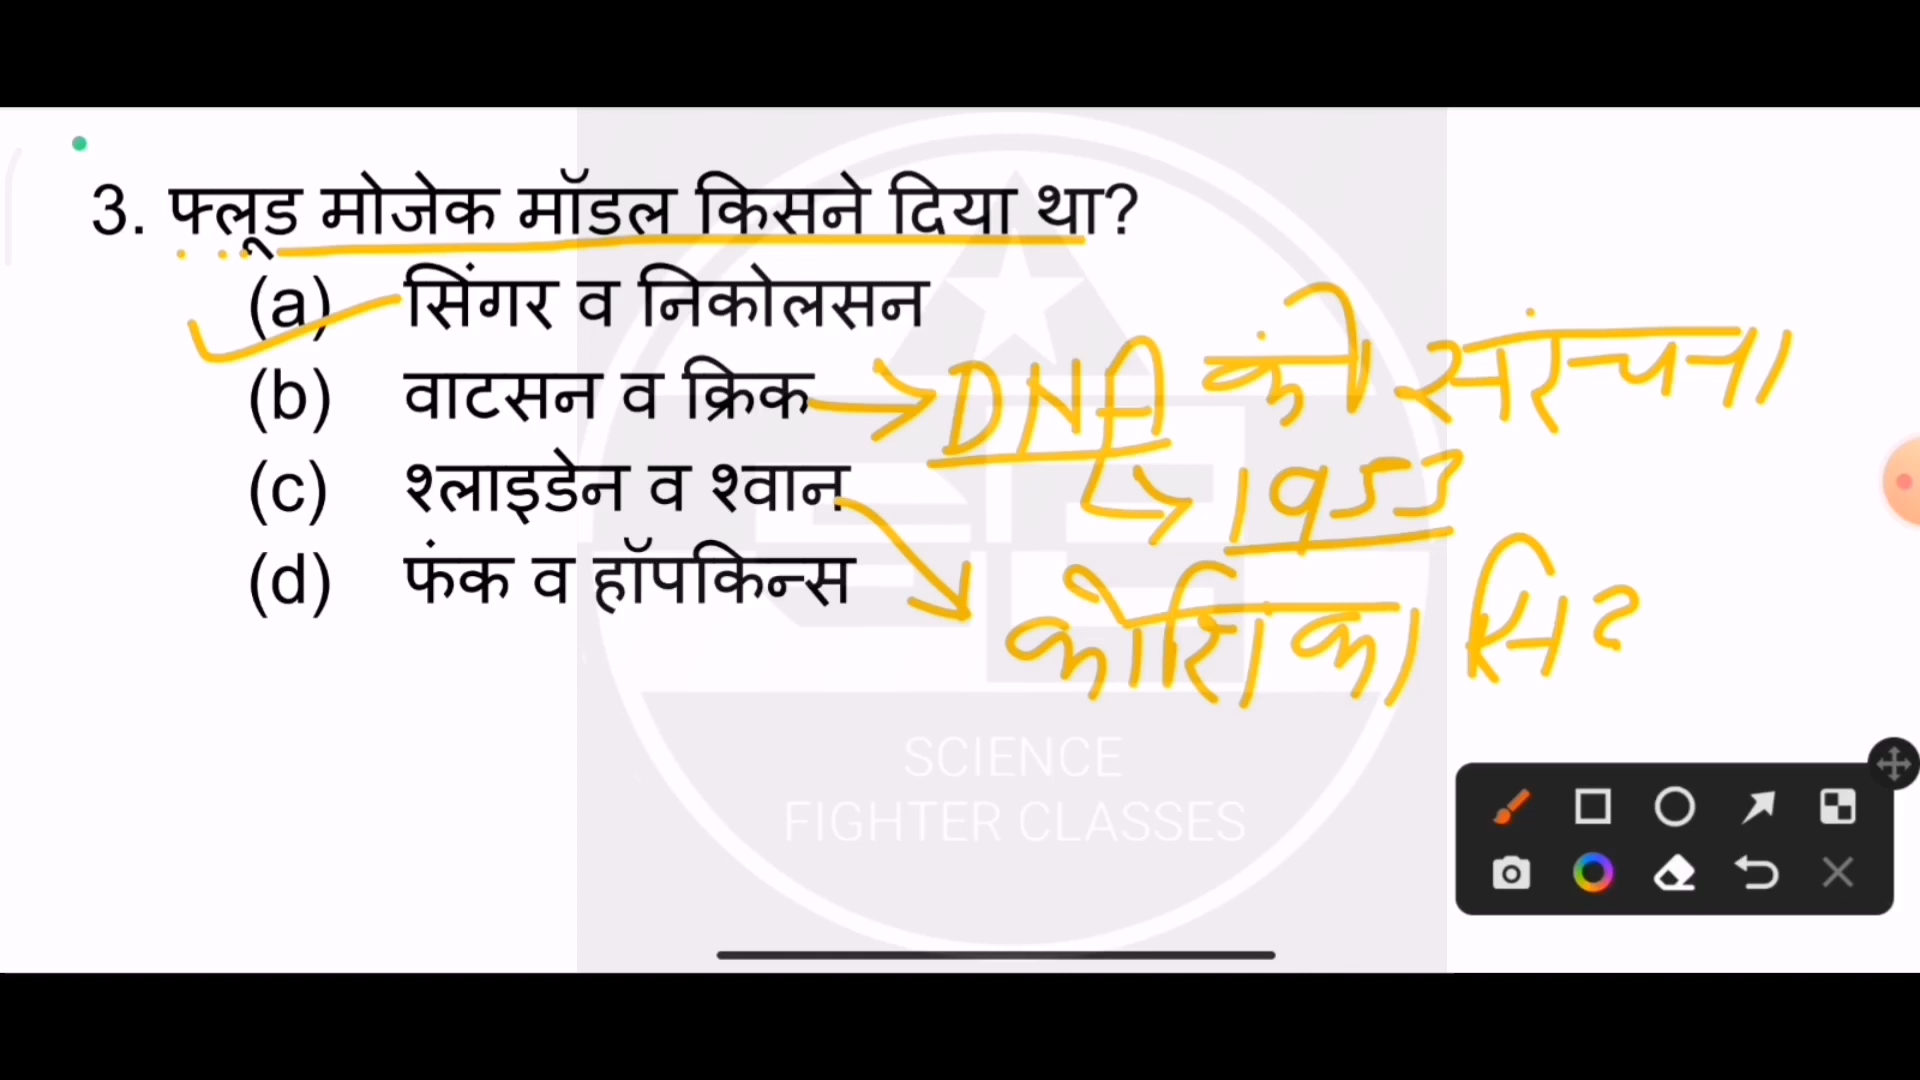 3. फ्लूड मोजेक मॉडल किसने दिया था?
(a) सिंगर व निकोलसन
(b) वाटसन व क्रिक
DNA की संरचना
1953
(c) श्लाइडेन व श्वान
(d) फंक व हॉपकिन्स
कोशिका सि
SCIENCE
FIGHTER CLASSES